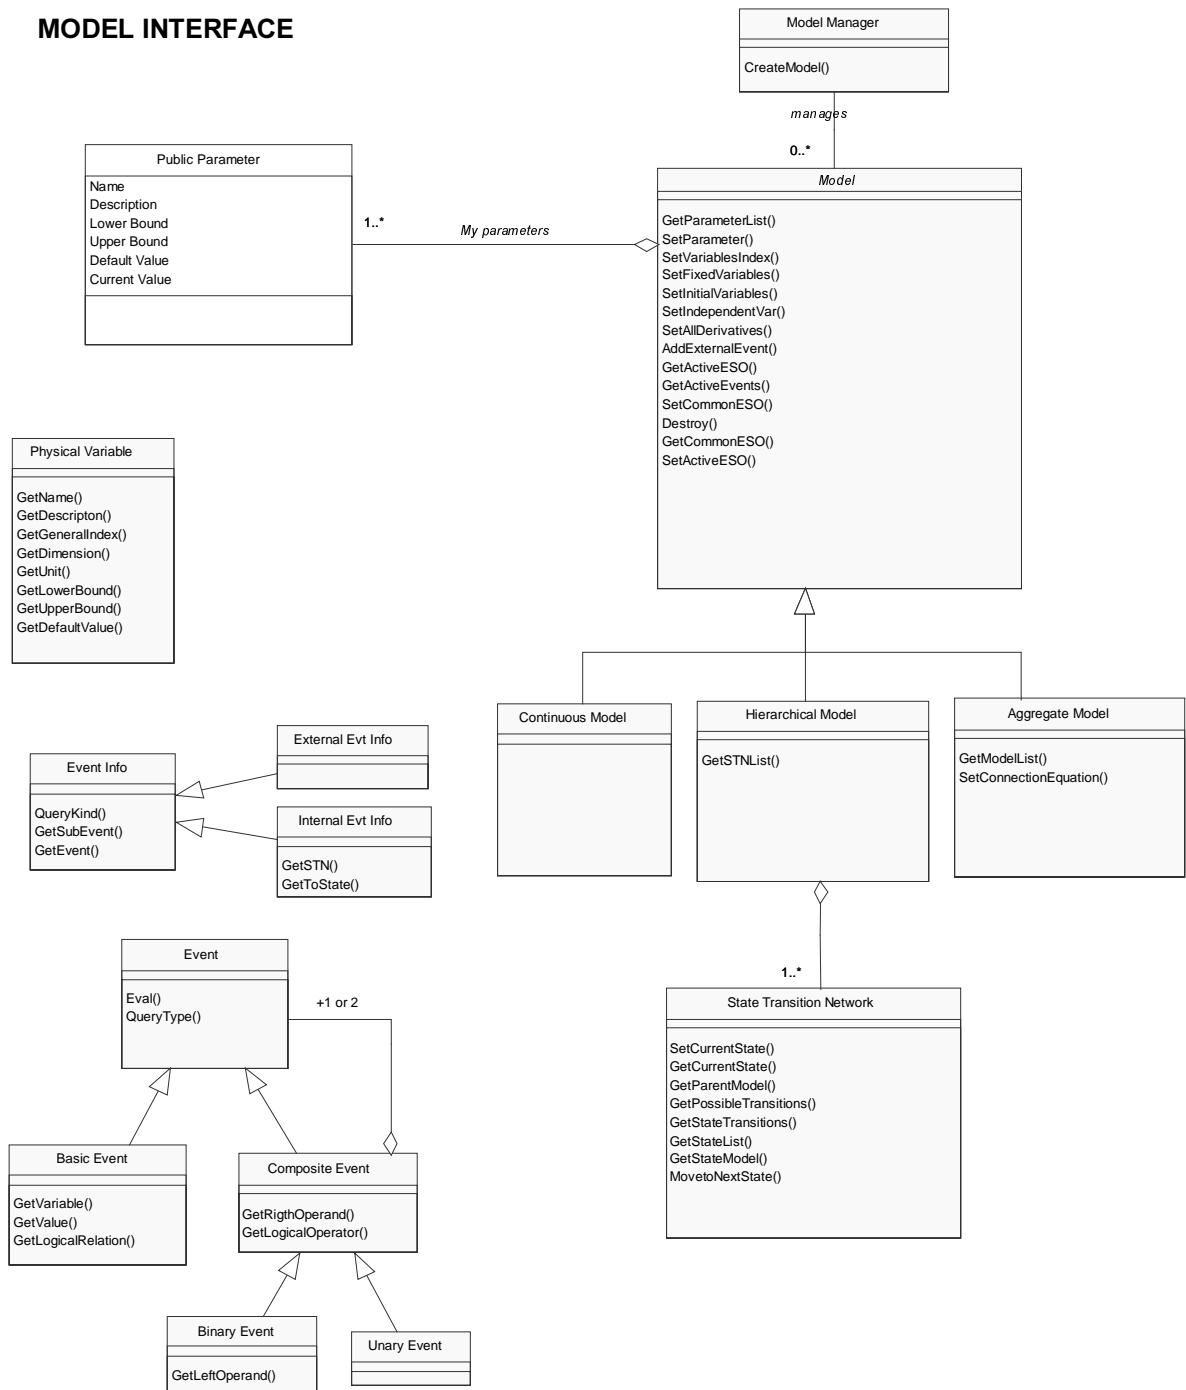 MODEL INTERFACE
Model Manager
CreateModel()
manages
0..*
Public Parameter
Name
Description
Lower Bound
Upper Bound
Default Value
Current Value
1..*
My parameters
Model
GetParameterList()
SetParameter()
SetVariablesIndex()
SetFixedVariables()
SetInitialVariables()
SetIndependentVar()
SetAllDerivatives()
AddExternalEvent()
GetActiveESO()
GetActiveEvents()
SetCommonESO()
Destroy()
GetCommonESO()
SetActiveESO()
Physical Variable
GetName()
GetDescripton()
GetGeneralIndex()
GetDimension()
GetUnit()
GetLowerBound()
GetUpperBound()
GetDefaultValue()
Continuous Model
Hierarchical Model
GetSTNList()
Aggregate Model
GetModelList()
SetConnectionEquation()
Event Info
QueryKind()
GetSubEvent()
GetEvent()
External Evt Info
Internal Evt Info
GetSTN()
GetToState()
1..*
State Transition Network
SetCurrentState()
GetCurrentState()
GetParentModel()
GetPossibleTransitions()
GetStateTransitions()
GetStateList()
GetStateModel()
MovetoNextState()
Event
Eval()
QueryType()
+1 or 2
Basic Event
GetVariable()
GetValue()
GetLogicalRelation()
Composite Event
GetRigthOperand()
GetLogicalOperator()
Binary Event
GetLeftOperand()
Unary Event